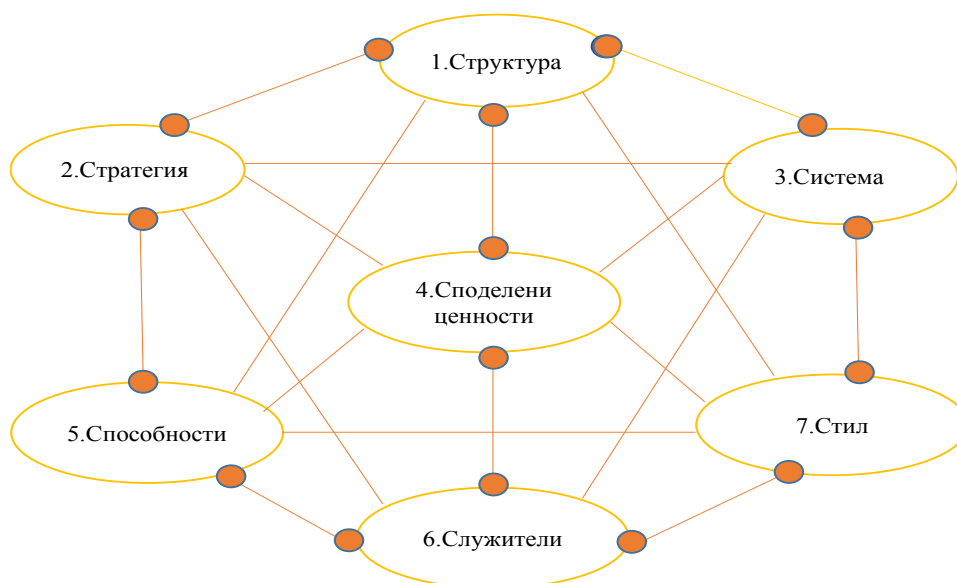 1.Структура
2.Стратегия
3.Система
4.Споделени
ценности
5.Способности
7.Стил
6.Служители